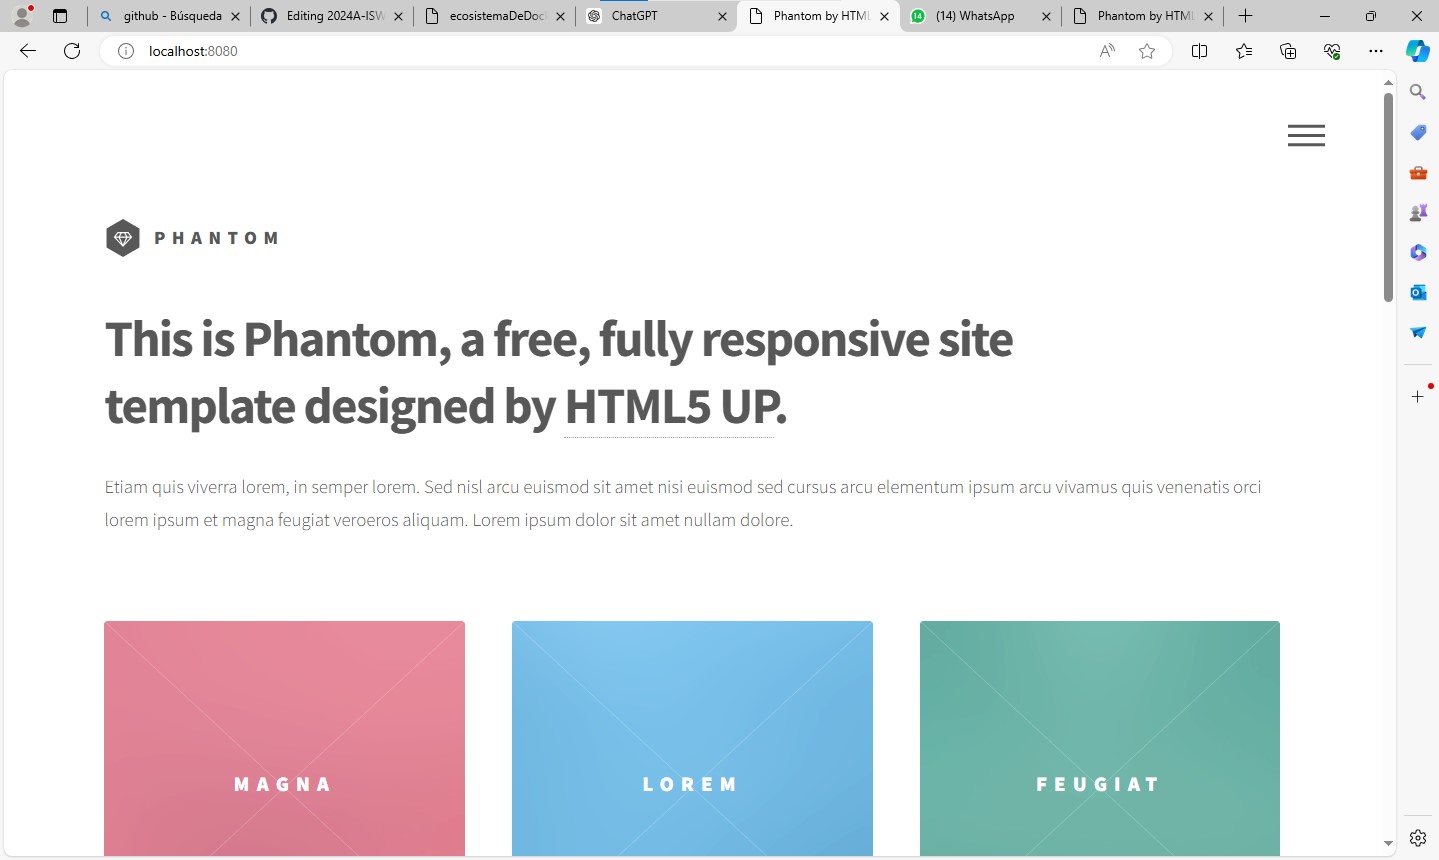 github - Búsqueda
Editing 2024A-ISW
ecosistemaDeDocl
ChatGPT
Phantom by HTML
(14) WhatsApp
Phantom by HTML
localhost:8080
PHANTOM
This is Phantom, a free, fully responsive site
template designed by HTML5 UP.
Etiam quis viverra lorem, in semper lorem. Sed nisl arcu euismod sit amet nisi euismod sed cursus arcu elementum ipsum arcu vivamus quis venenatis orci
lorem ipsum et magna feugiat veroeros aliquam. Lorem ipsum dolor sit amet nullam dolore.
MAGNA
LOREM
FEUGIAT